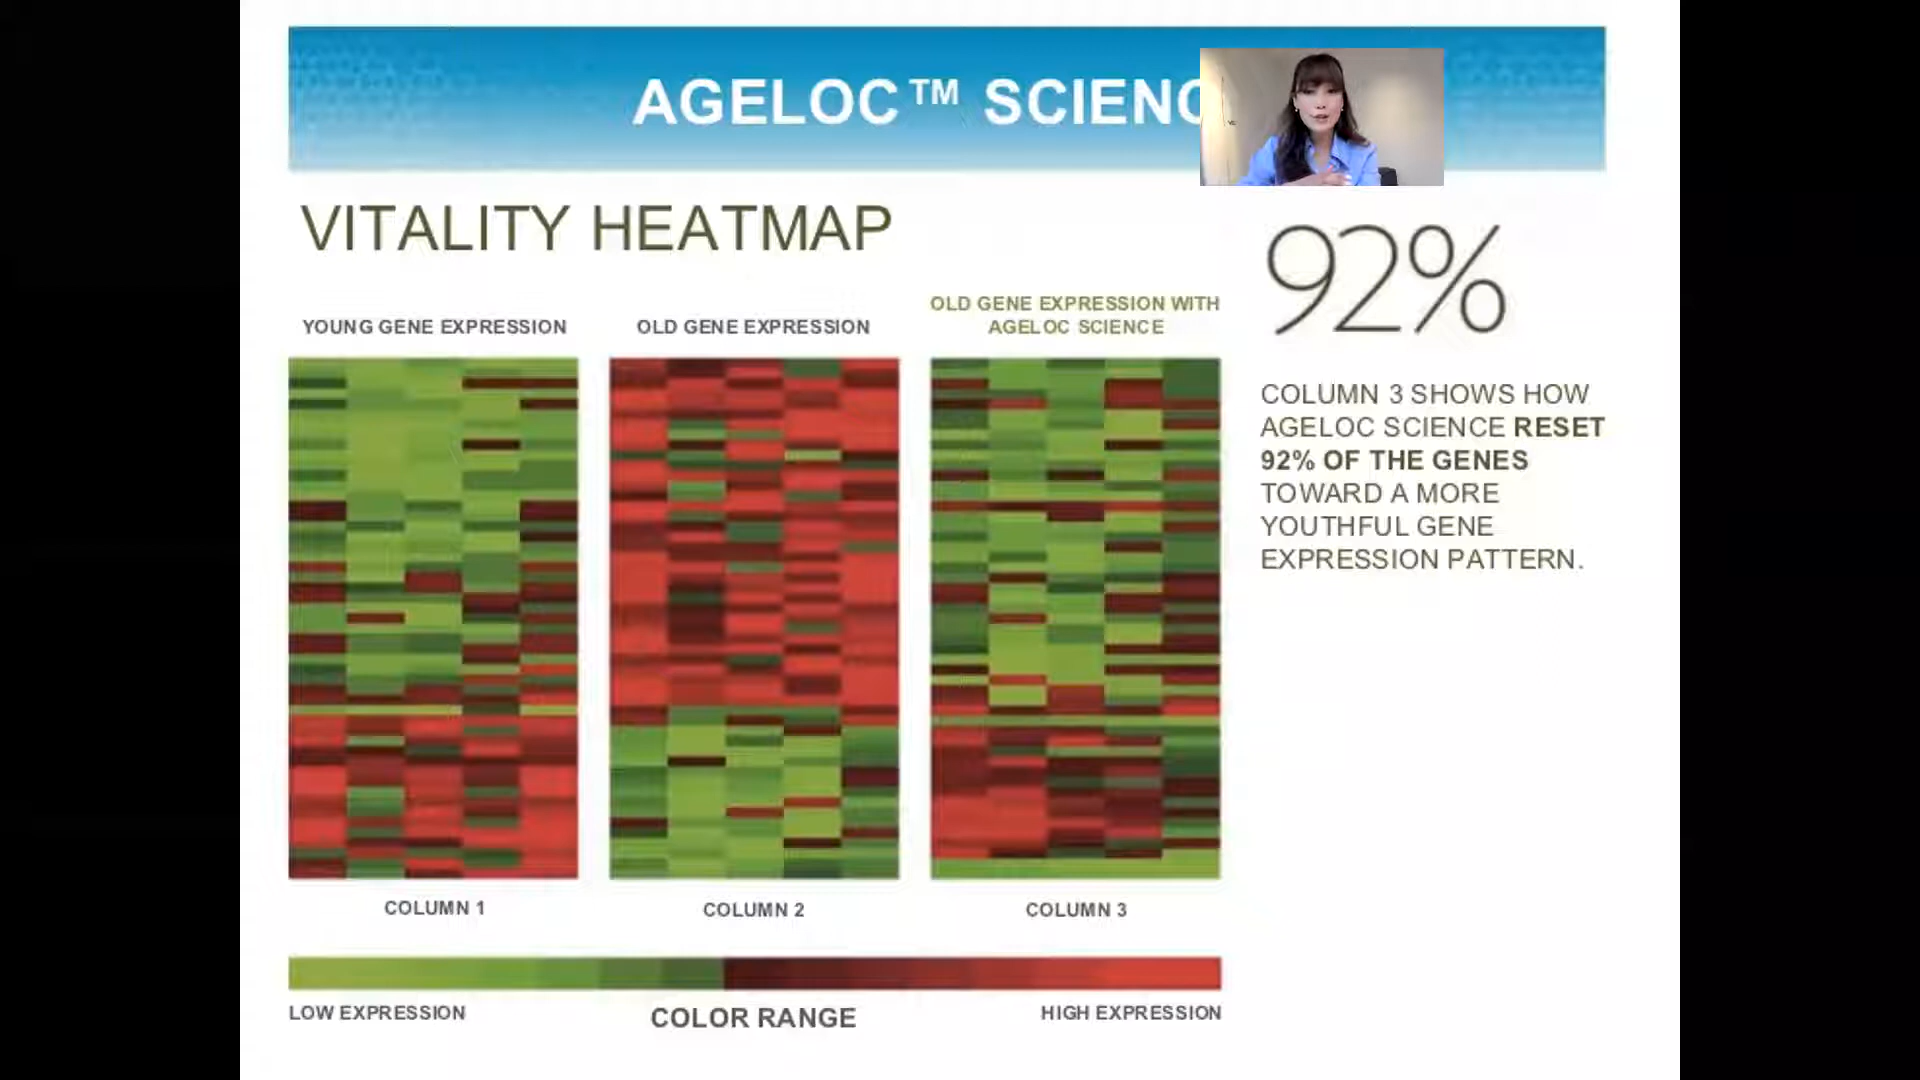 AGELOC™ SCIENC
VITALITY HEATMAP
92%
YOUNG GENE EXPRESSION
OLD GENE EXPRESSION
OLD GENE EXPRESSION WITH
AGELOC SCIENCE
COLUMN 3 SHOWS HOW
AGELOC SCIENCE RESET
92% OF THE GENES
TOWARD A MORE
YOUTHFUL GENE
EXPRESSION PATTERN.
COLUMN 1
COLUMN 2
COLUMN 3
LOW EXPRESSION
COLOR RANGE
HIGH EXPRESSION